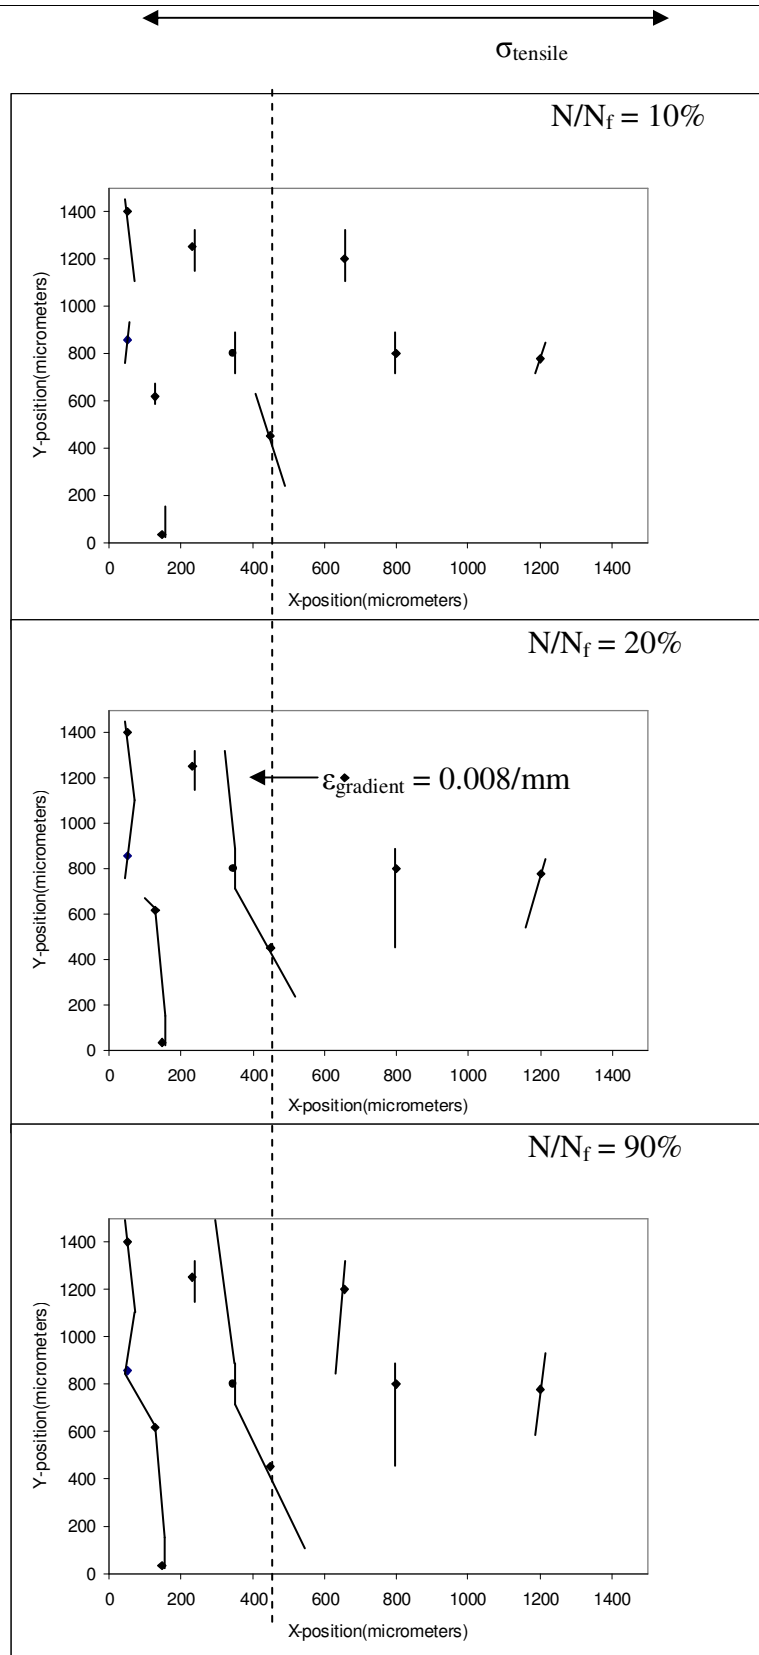 σtensile
N/Nf = 10%
1400
1200
1000
800
600
400
200
0
Y-position(micrometers)
0 200 400 600 800 1000 1200 1400
X-position(micrometers)
N/Nf = 20%
1400
1200
1000
800
600
400
200
0
εgradient = 0.008/mm
Y-position(micrometers)
0 200 400 600 800 1000 1200 1400
X-position(micrometers)
N/Nf = 90%
1400
1200
1000
800
600
400
200
0
Y-position(micrometers)
0 200 400 600 800 1000 1200 1400
X-position(micrometers)